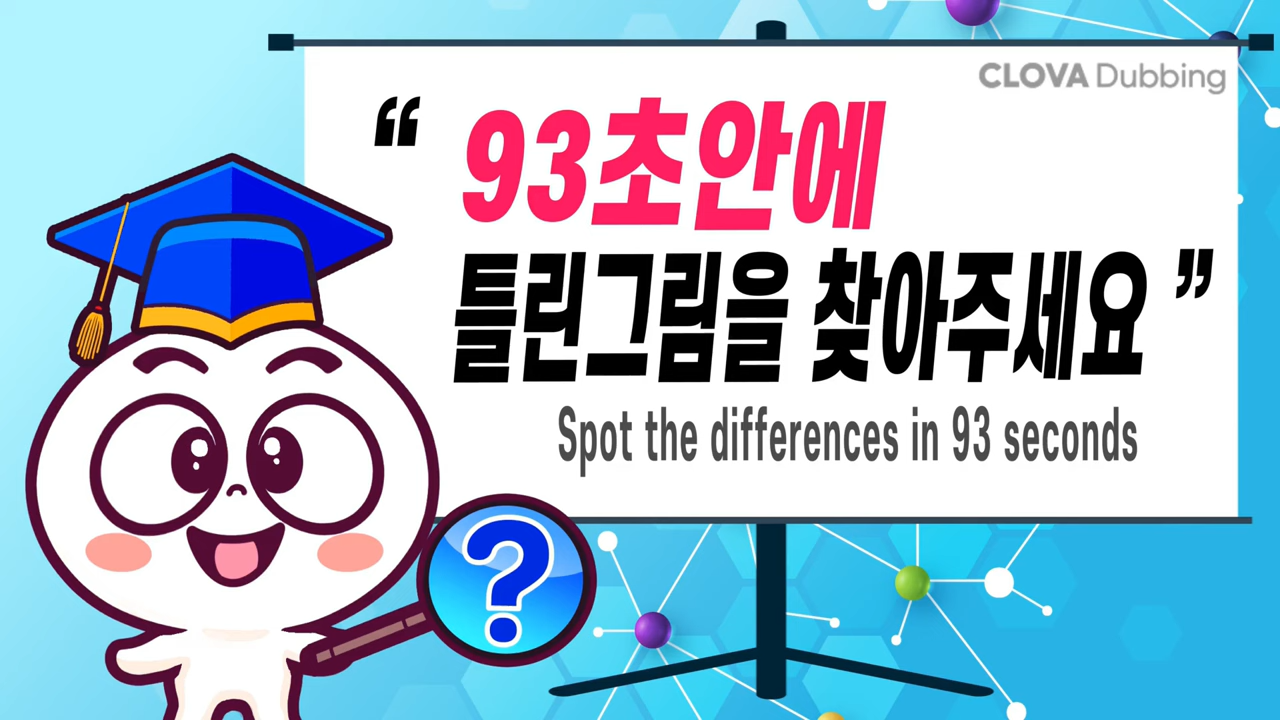 CLOVA Dubbing
“ 93초안에
틀린그림을 찾아주세요 ”
Spot the differences in 93 seconds
?